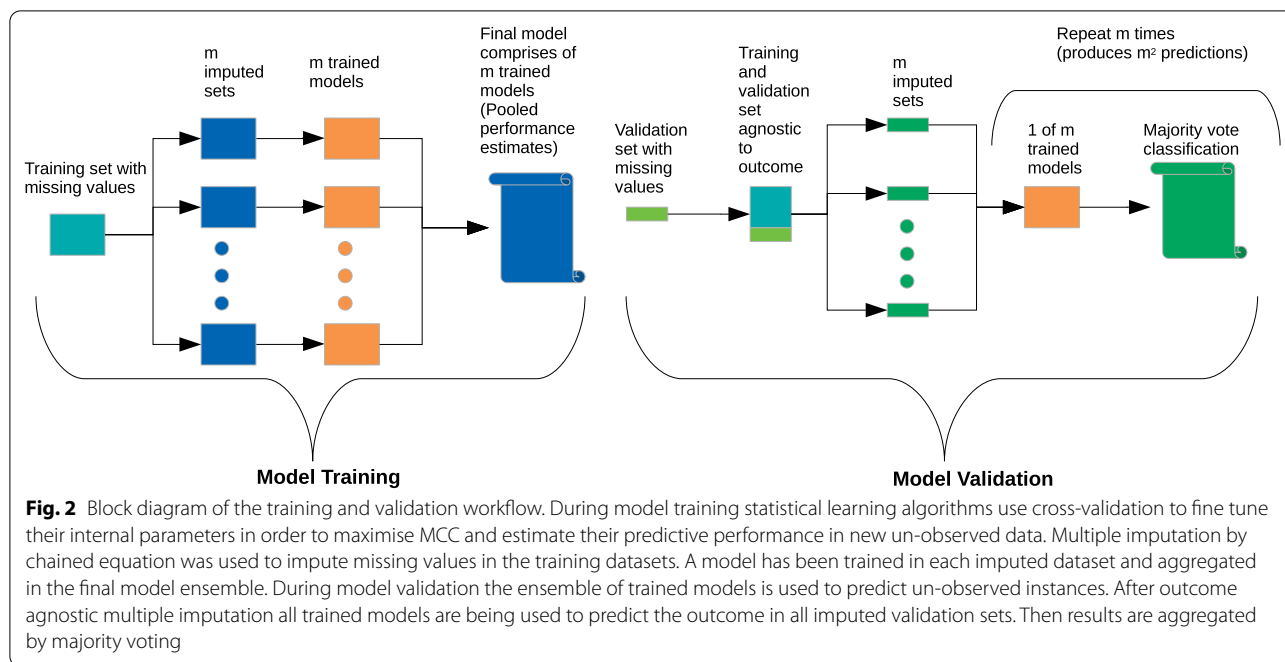 m
imputed
sets
m trained
models
Final model
comprises of
m trained
models
(Pooled
performance
estimates)
Training set with
missing values
Model Training
Validation
set with
missing
values
Training
and
validation
set
agnostic
to
outcome
m
imputed
sets
Repeat m times
(produces m² predictions)
1 of m
trained
models
Majority vote
classification
Model Validation
Fig. 2 Block diagram of the training and validation workflow. During model training statistical learning algorithms use cross-validation to fine tune
their internal parameters in order to maximise MCC and estimate their predictive performance in new un-observed data. Multiple imputation by
chained equation was used to impute missing values in the training datasets. A model has been trained in each imputed dataset and aggregated
in the final model ensemble. During model validation the ensemble of trained models is used to predict un-observed instances. After outcome
agnostic multiple imputation all trained models are being used to predict the outcome in all imputed validation sets. Then results are aggregated
by majority voting